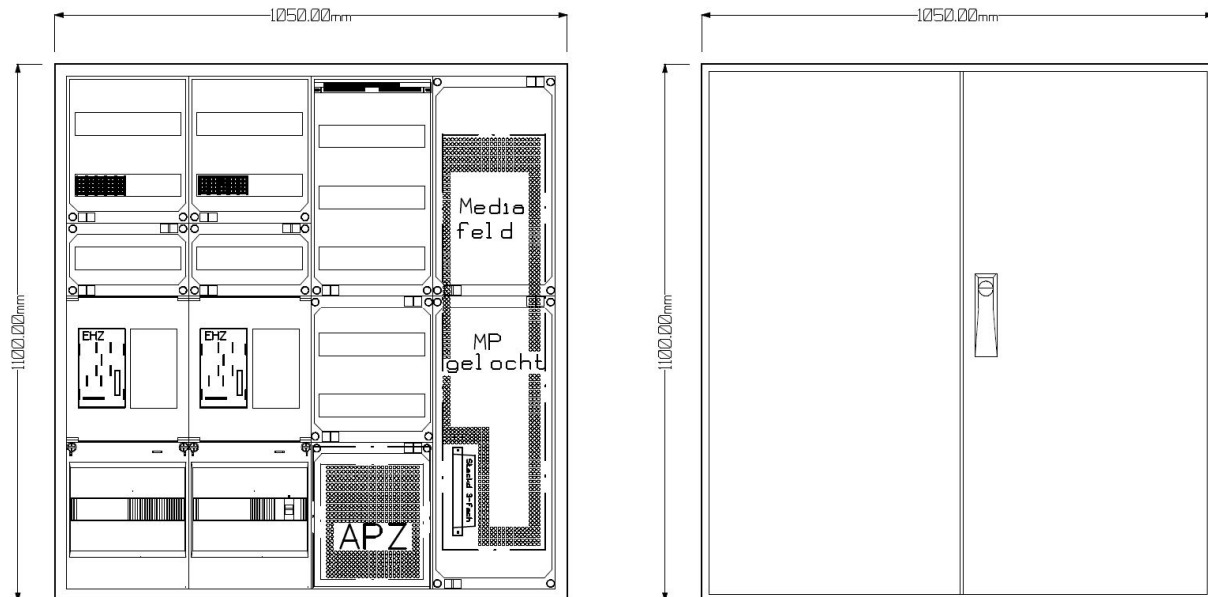 1050.00mm
1050.00mm
1100.00mm
1100.00mm
Media
feld
EHZ
EHZ
MP
gelocht
Steckd 3-fach
APZ